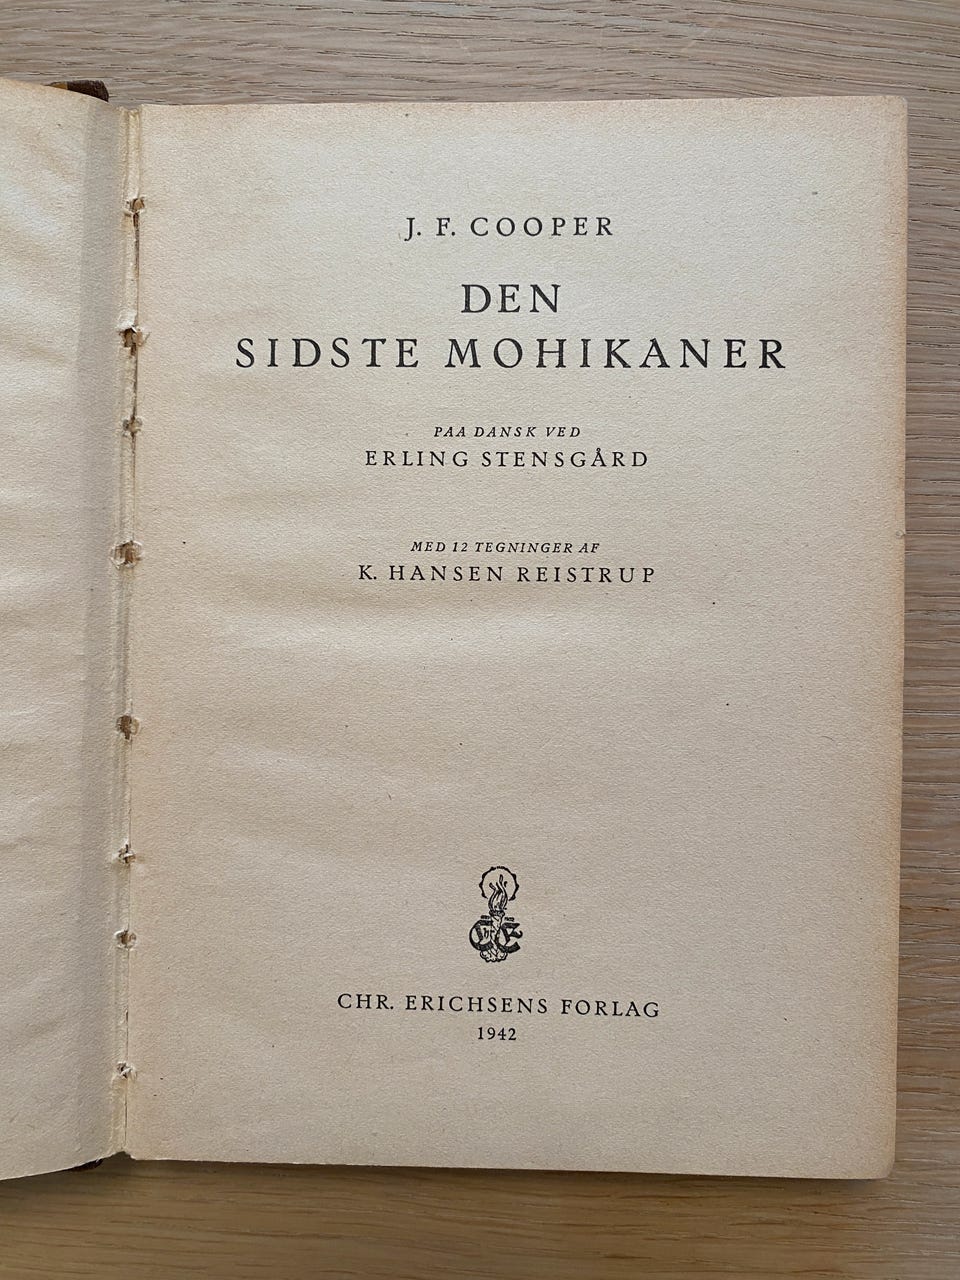 J. F. COOPER
DEN
SIDSTE MOHIKANER
PAA DANSK VED
ERLING STENSGÅRD
MED 12 TEGNINGER AF
K. HANSEN REISTRUP
CHR. ERICHSENS FORLAG
1942